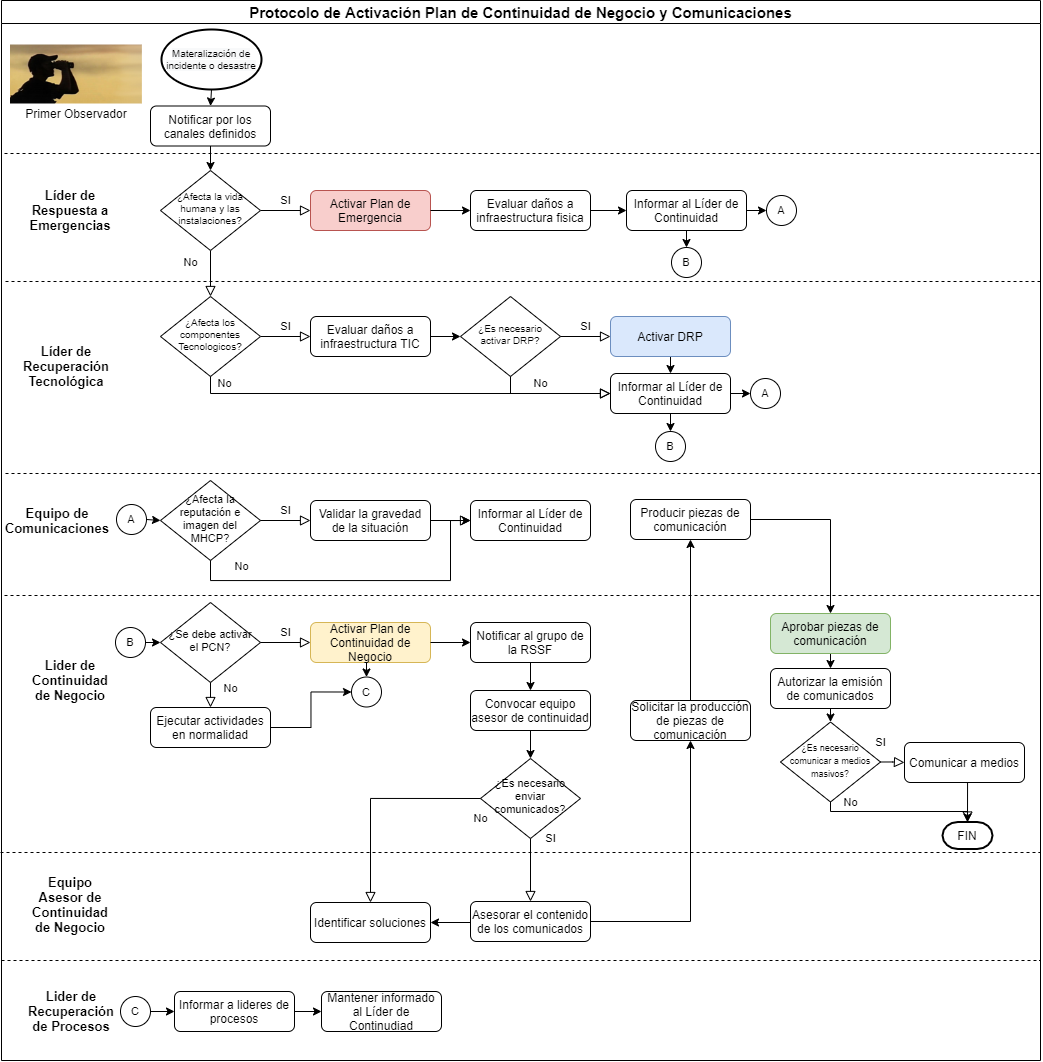 Protocolo de Activación Plan de Continuidad de Negocio y Comunicaciones
Materalización de
incidente o desastre
Primer Observador
Notificar por los
canales definidos
Líder de
Respuesta a
Emergencias
¿Afecta la vida
humana y las
instalaciones?
SI
Activar Plan de
Emergencia
Evaluar daños a
infraestructura fisica
Informar al Líder de
Continuidad
A
B
No
Líder de
Recuperación
Tecnológica
¿Afecta los
componentes
Tecnologicos?
SI
Evaluar daños a
infraestructura TIC
¿Es necesario
activar DRP?
SI
Activar DRP
No
No
Informar al Líder de
Continuidad
A
B
Equipo de
Comunicaciones
A
¿Afecta la
reputación e
imagen del
MHCP?
SI
Validar la gravedad
de la situación
Informar al Líder de
Continuidad
No
Producir piezas de
comunicación
Lider de
Continuidad
de Negocio
B
¿Se debe activar
el PCN?
SI
Activar Plan de
Continuidad de
Negocio
Notificar al grupo de
la RSSF
No
C
Ejecutar actividades
en normalidad
Convocar equipo
asesor de continuidad
¿Es necesario
enviar
comunicados?
No
SI
Solicitar la producción
de piezas de
comunicación
Aprobar piezas de
comunicación
Autorizar la emisión
de comunicados
¿Es necesario
comunicar a medios
masivos?
SI
Comunicar a medios
No
FIN
Equipo
Asesor de
Continuidad
de Negocio
Identificar soluciones
Asesorar el contenido
de los comunicados
Lider de
Recuperación
de Procesos
C
Informar a lideres de
procesos
Mantener informado
al Líder de
Continudiad